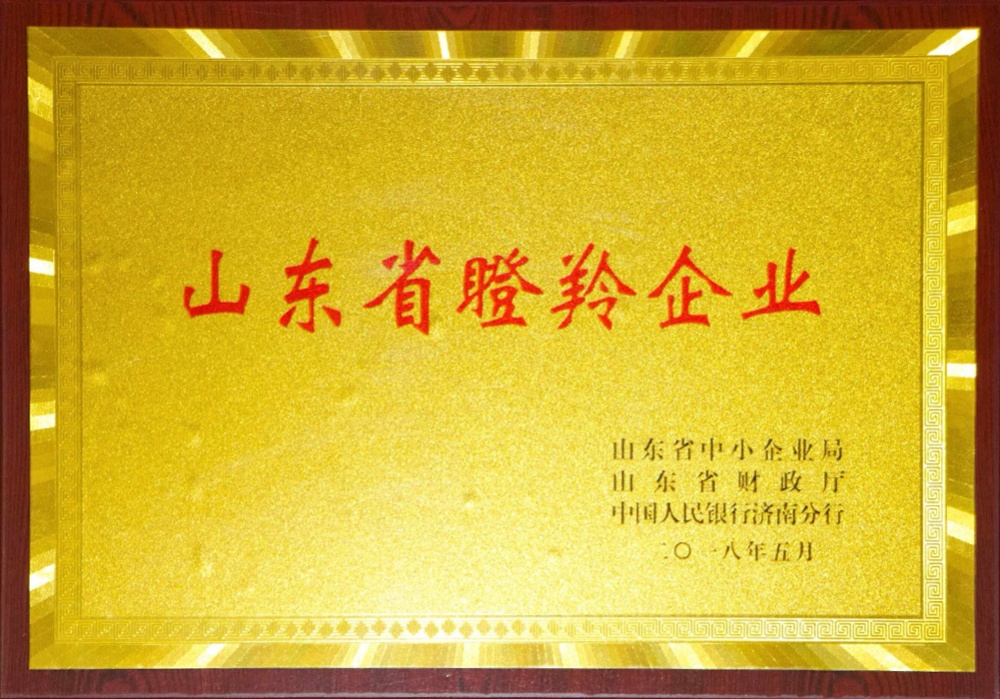 山东省瞪羚企业
山东省中小企业局
山东省财政厅
中国人民银行济南分行
二〇一八年五月